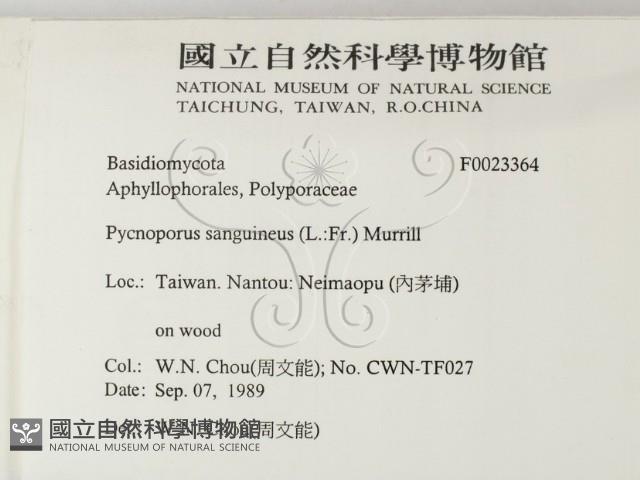 國立自然科學博物館
NATIONAL MUSEUM OF NATURAL SCIENCE
TAICHUNG, TAIWAN, R.O.CHINA
Basidiomycota F0023364
Aphyllophorales, Polyporaceae
Pycnoporus sanguineus (L.:Fr.) Murrill
Loc.: Taiwan. Nantou: Neimaopu (內茅埔)
on wood
Col.: W.N. Chou(周文能); No. CWN-TF027
Date: Sep. 07, 1989
周文能)
國立自然科學博物館
NATIONAL MUSEUM OF NATURAL SCIENCE